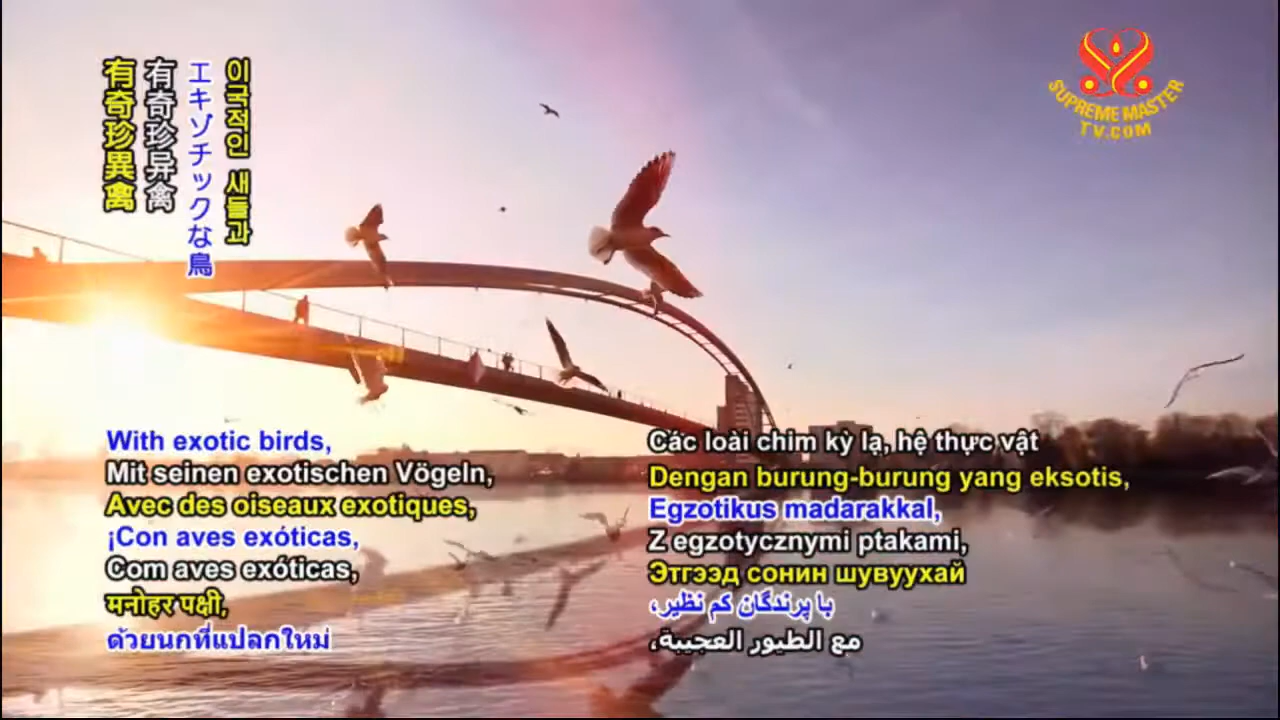 有奇珍異禽
有奇珍异禽
エキゾチックな鳥
이국적인 새들과
SUPREME MASTER
TV.COM
With exotic birds,
Mit seinen exotischen Vögeln,
Avec des oiseaux exotiques,
¡Con aves exóticas,
Com aves exóticas,
मनोहर पक्षी,
ด้วยนกที่แปลกใหม่
Các loài chim kỳ lạ, hệ thực vật
Dengan burung-burung yang eksotis,
Egzotikus madarakkal,
Z egzotycznymi ptakami,
Этгээд сонин шувуухай
با پرندگان کم نظیر،
مع الطيور العجيبة،